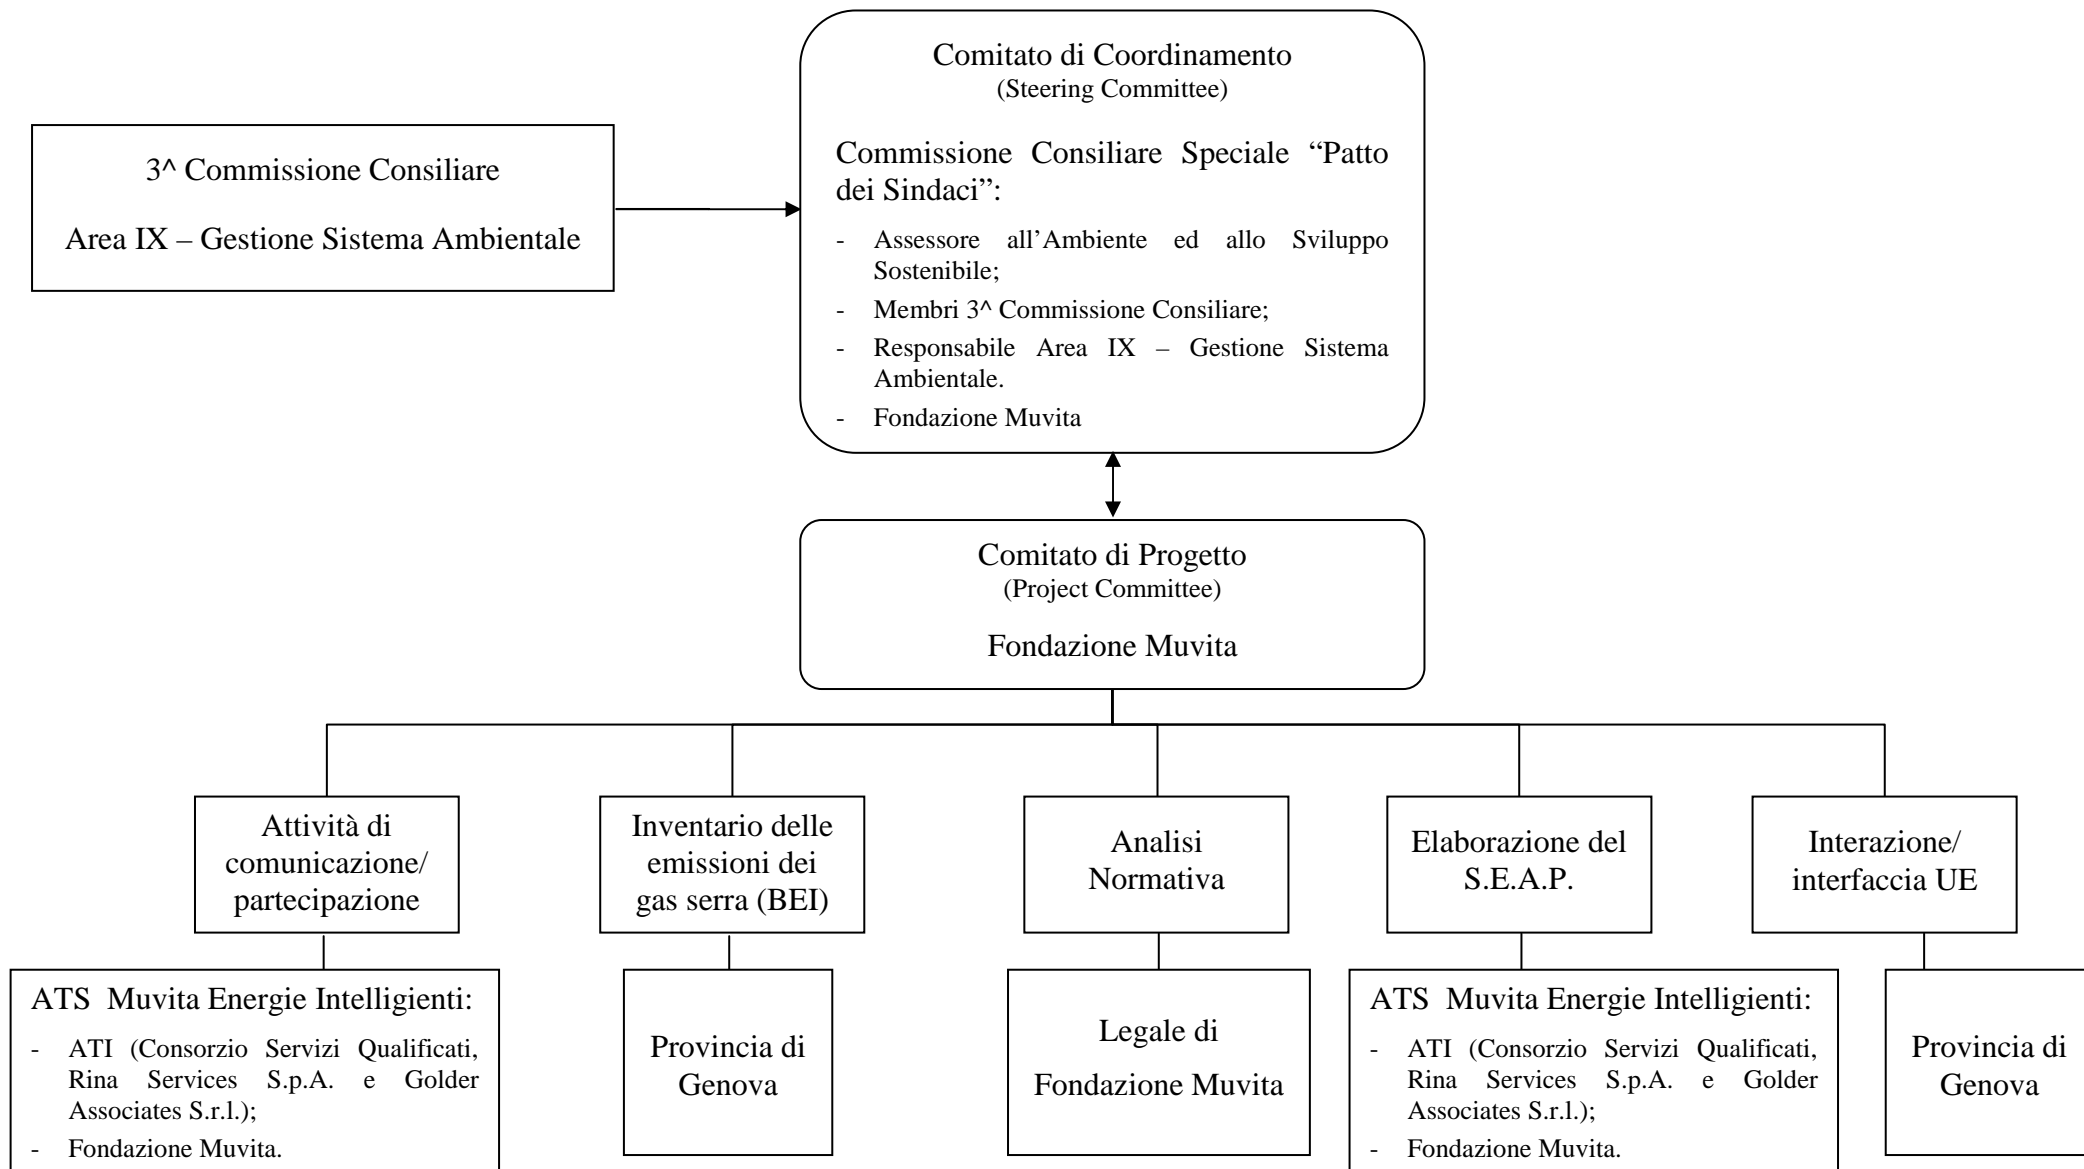 Comitato di Coordinamento
(Steering Committee)
Commissione Consiliare Speciale “Patto
dei Sindaci”:
- Assessore all’Ambiente ed allo Sviluppo
Sostenibile;
- Membri 3^ Commissione Consiliare;
- Responsabile Area IX – Gestione Sistema
Ambientale.
- Fondazione Muvita
3^ Commissione Consiliare
Area IX – Gestione Sistema Ambientale
Comitato di Progetto
(Project Committee)
Fondazione Muvita
Attività di
comunicazione/
partecipazione
Inventario delle
emissioni dei
gas serra (BEI)
Analisi
Normativa
Elaborazione del
S.E.A.P.
Interazione/
interfaccia UE
ATS Muvita Energie Intelligienti:
- ATI (Consorzio Servizi Qualificati,
Rina Services S.p.A. e Golder
Associates S.r.l.);
- Fondazione Muvita.
Provincia di
Genova
Legale di
Fondazione Muvita
ATS Muvita Energie Intelligienti:
- ATI (Consorzio Servizi Qualificati,
Rina Services S.p.A. e Golder
Associates S.r.l.);
- Fondazione Muvita.
Provincia di
Genova